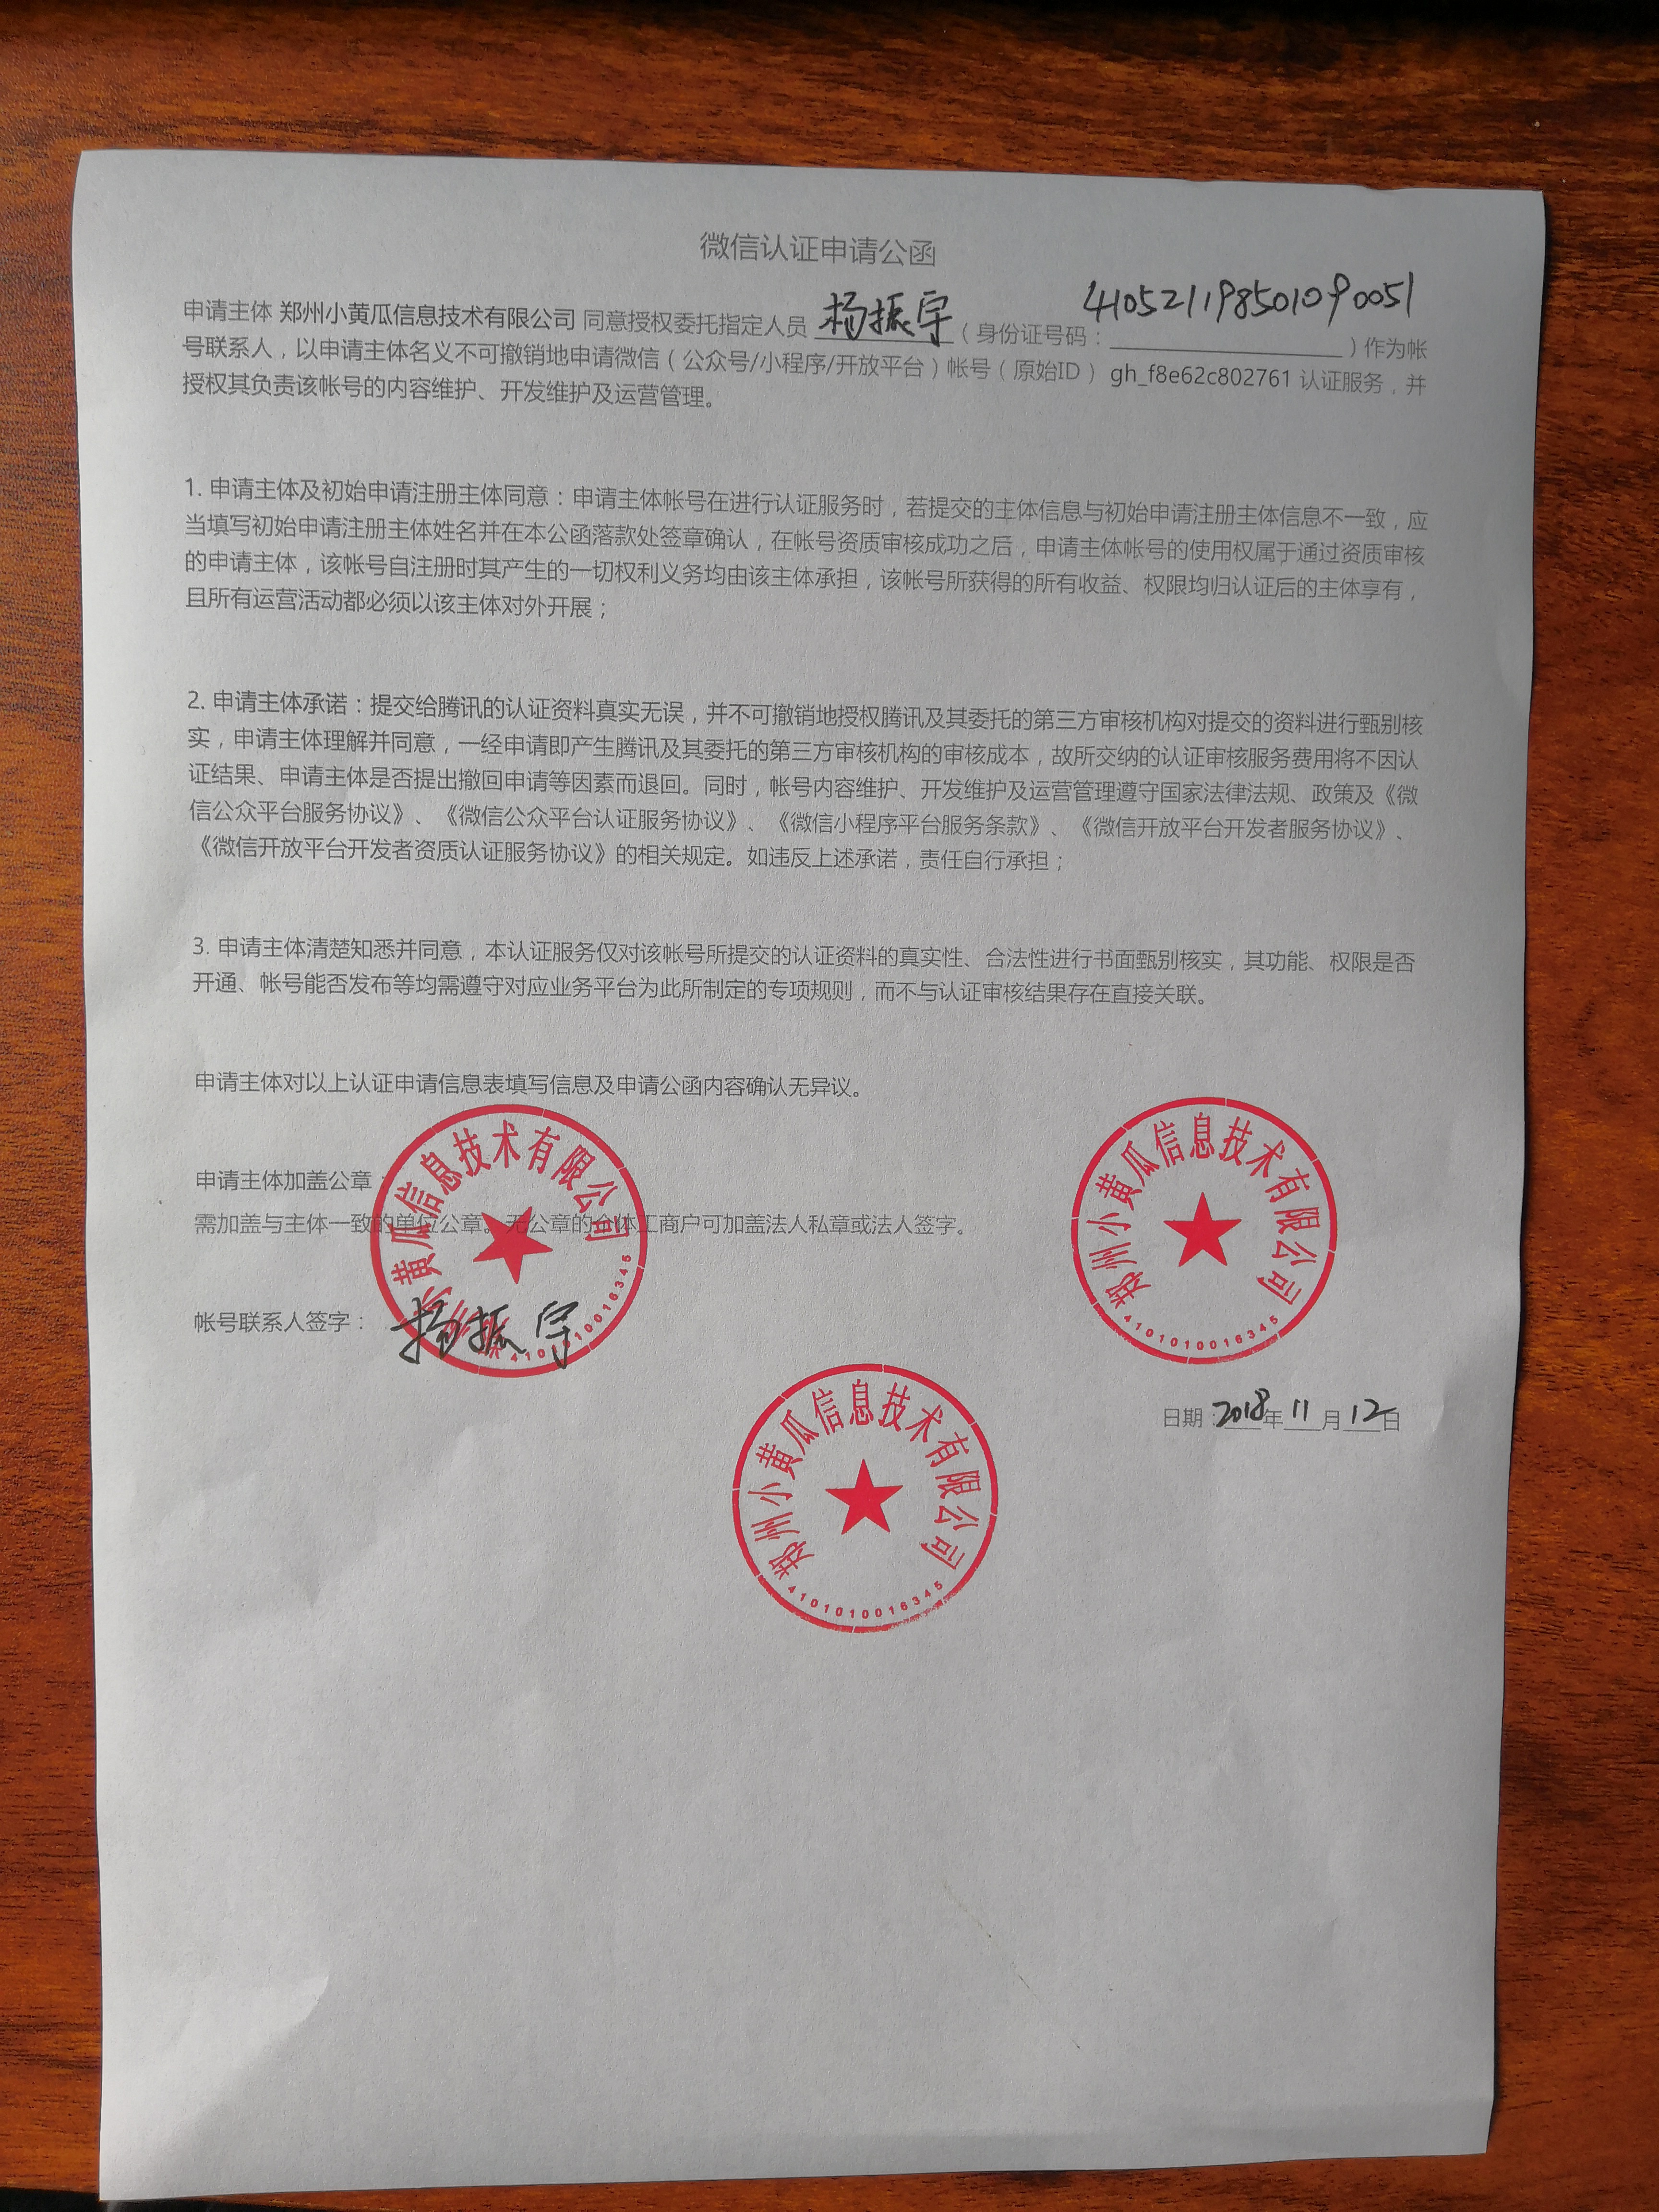 微信认证申请公函
申请主体 郑州小黄瓜信息技术有限公司 同意授权委托指定人员 杨振宇 （身份证号码： 410521198501090051 ）作为帐
号联系人，以申请主体名义不可撤销地申请微信（公众号/小程序/开放平台）帐号（原始ID） gh_f8e62c802761 认证服务，并
授权其负责该帐号的内容维护、开发维护及运营管理。
1. 申请主体及初始申请注册主体同意：申请主体帐号在进行认证服务时，若提交的主体信息与初始申请注册主体信息不一致，应
当填写初始申请注册主体姓名并在本公函落款处签章确认，在帐号资质审核成功之后，申请主体帐号的使用权属于通过资质审核
的申请主体，该帐号自注册时其产生的一切权利义务均由该主体承担，该帐号所获得的所有收益、权限均归认证后的主体享有，
且所有运营活动都必须以该主体对外开展；
2. 申请主体承诺：提交给腾讯的认证资料真实无误，并不可撤销地授权腾讯及其委托的第三方审核机构对提交的资料进行甄别核
实，申请主体理解并同意，一经申请即产生腾讯及其委托的第三方审核机构的审核成本，故所交纳的认证审核服务费用将不因认
证结果、申请主体是否提出撤回申请等因素而退回。同时，帐号内容维护、开发维护及运营管理遵守国家法律法规、政策及《微
信公众平台服务协议》、《微信公众平台认证服务协议》、《微信小程序平台服务条款》、《微信开放平台开发者服务协议》、
《微信开放平台开发者资质认证服务协议》的相关规定。如违反上述承诺，责任自行承担；
3. 申请主体清楚知悉并同意，本认证服务仅对该帐号所提交的认证资料的真实性、合法性进行书面甄别核实，其功能、权限是否
开通、帐号能否发布等均需遵守对应业务平台为此所制定的专项规则，而不与认证审核结果存在直接关联。
申请主体对以上认证申请信息表填写信息及申请公函内容确认无异议。
申请主体加盖公章：
需加盖与主体一致的单位公章。无公章的个体工商户可加盖法人私章或法人签字。
郑州小黄瓜信息技术有限公司
4101010016345
郑州小黄瓜信息技术有限公司
4101010016345
帐号联系人签字： 杨振宇
日期：2018年 11 月 12 日
郑州小黄瓜信息技术有限公司
4101010016345